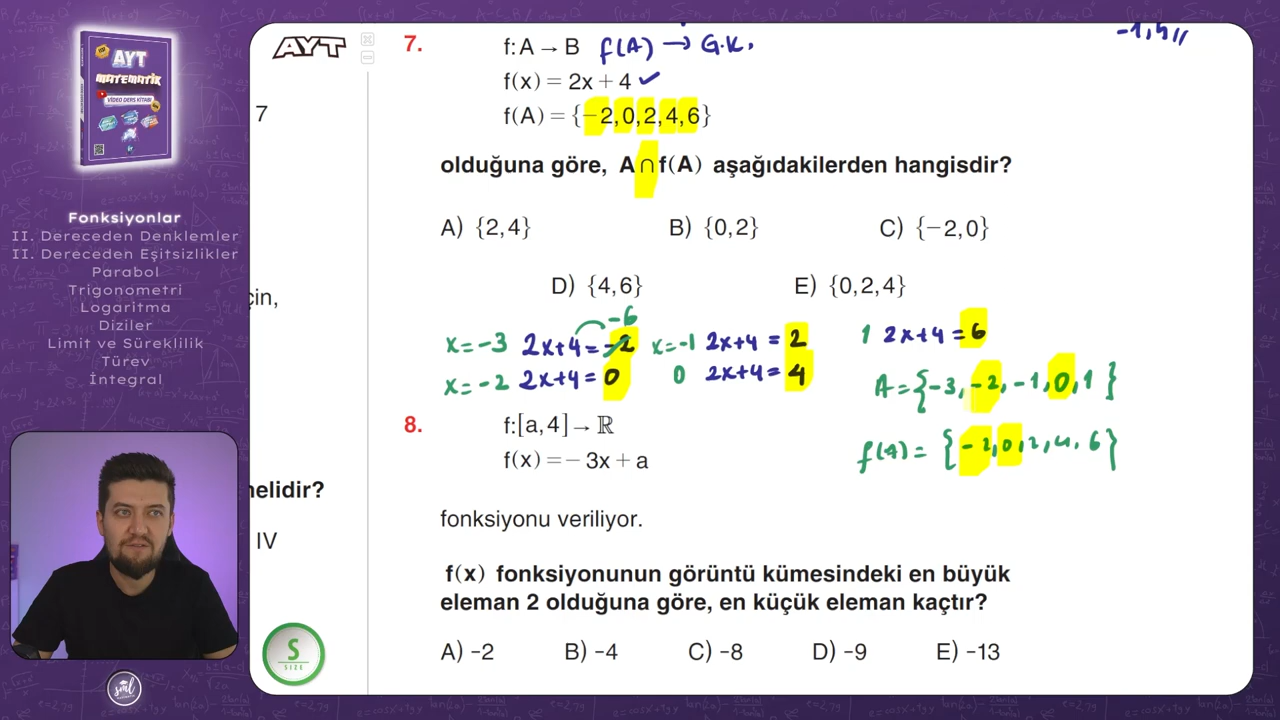 AYT
MATEMATİK
VİDEO DERS KİTABI
Fonksiyonlar
II. Dereceden Denklemler
II. Dereceden Eşitsizlikler
Parabol
Trigonometri
Logaritma
Diziler
Limit ve Süreklilik
Türev
İntegral
S
SIZE
sml
AYT
7
çin,
nelidir?
IV
-1,5//
7.
f: A → B f(A) → G.K.
f(x) = 2x + 4 ✓
f(A) = {−2, 0, 2, 4, 6}
olduğuna göre, A ∩ f(A) aşağıdakilerden hangisdir?
A) {2, 4} B) {0, 2} C) {−2, 0}
D) {4, 6} E) {0, 2, 4}
-6
x=-3 2x+4=-2 x=-1 2x+4=2 1 2x+4=6
x=-2 2x+4=0 0 2x+4=4
A={-3,-2,-1,0,1}
f(A)={-2,0,2,4,6}
8.
f: [a, 4] → ℝ
f(x) = − 3x + a
fonksiyonu veriliyor.
f(x) fonksiyonunun görüntü kümesindeki en büyük
eleman 2 olduğuna göre, en küçük eleman kaçtır?
A) -2 B) -4 C) -8 D) -9 E) -13